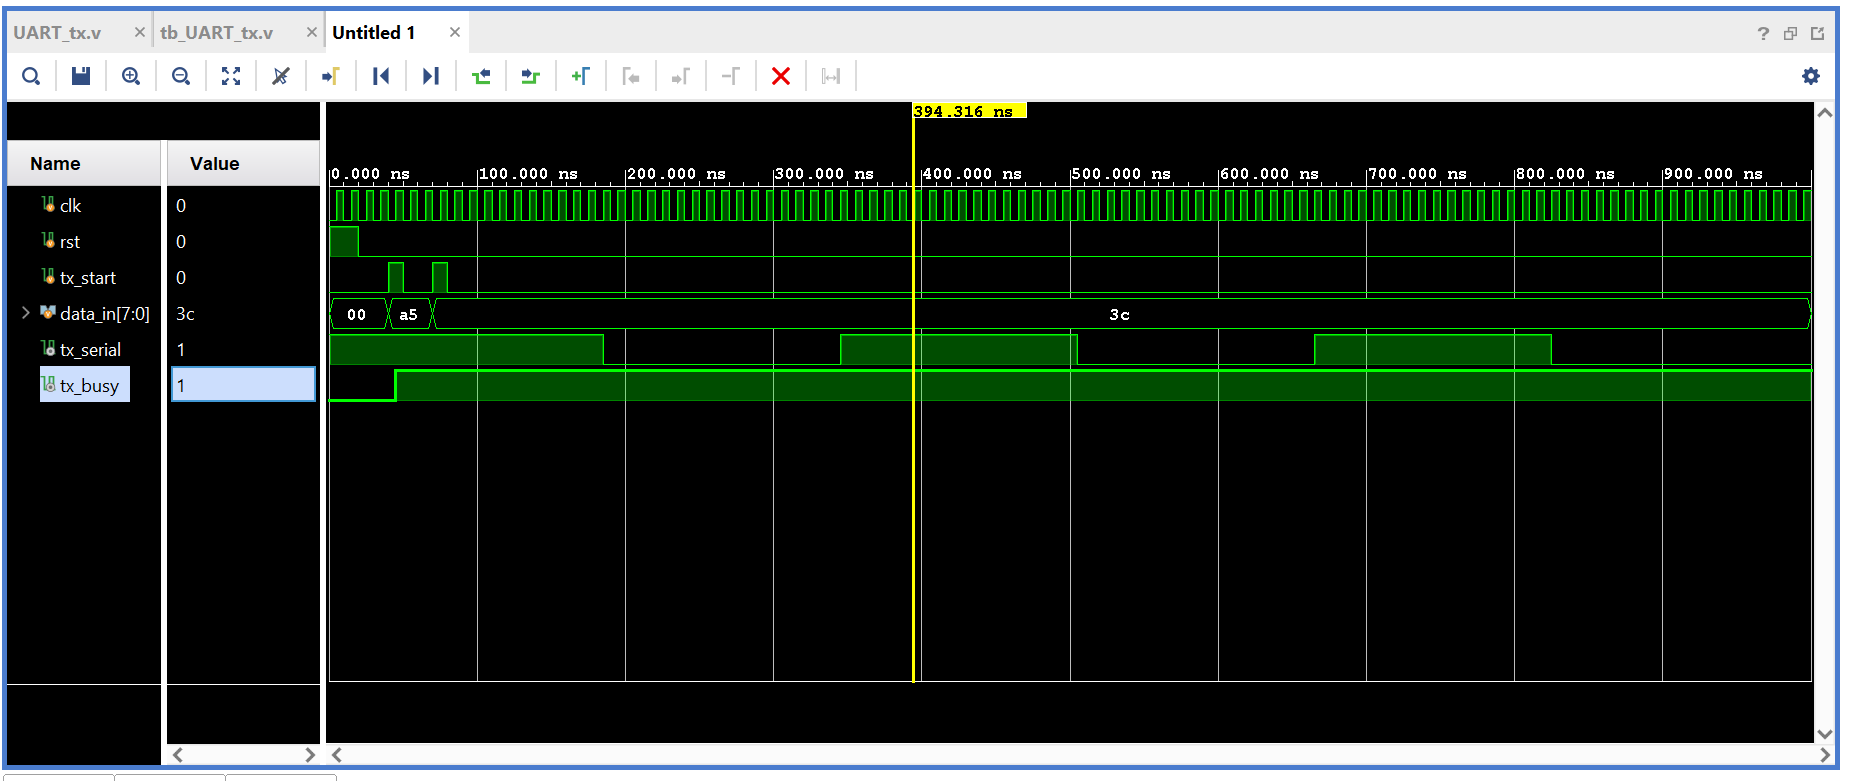 UART_tx.v × tb_UART_tx.v × Untitled 1 ×
?
394.316 ns
Name Value
0.000 ns 100.000 ns 200.000 ns 300.000 ns 400.000 ns 500.000 ns 600.000 ns 700.000 ns 800.000 ns 900.000 ns
clk 0
rst 0
tx_start 0
data_in[7:0] 3c 00 a5 3c
tx_serial 1
tx_busy 1